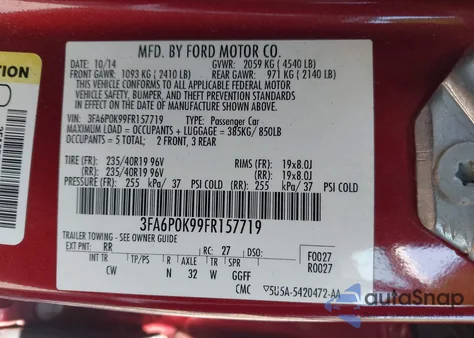 MFD. BY FORD MOTOR CO.
DATE: 10/14 GVWR: 2059 KG ( 4540 LB)
FRONT GAWR: 1093 KG ( 2410 LB) REAR GAWR: 971 KG ( 2140 LB)
THIS VEHICLE CONFORMS TO ALL APPLICABLE FEDERAL MOTOR
VEHICLE SAFETY, BUMPER, AND THEFT PREVENTION STANDARDS
IN EFFECT ON THE DATE OF MANUFACTURE SHOWN ABOVE.
VIN: 3FA6P0K99FR157719 TYPE: Passenger Car
MAXIMUM LOAD = OCCUPANTS + LUGGAGE = 385KG / 850LB
OCCUPANTS = 5 TOTAL: 2 FRONT, 3 REAR
TIRE (FR): 235/40R19 96V RIMS (FR): 19x8.0J
(RR): 235/40R19 96V (RR): 19x8.0J
PRESSURE (FR): 255 kPa/ 37 PSI COLD (RR): 255 kPa/ 37 PSI COLD
3FA6P0K99FR157719
TRAILER TOWING - SEE OWNER GUIDE
EXT PNT: RR RC: 27 DSO: F0027
R0027
INT TR TP/PS R AXLE TR SPR
CW N 32 W GGFF
CMC ▽5U5A-5420472-AA
TION
autoSnap